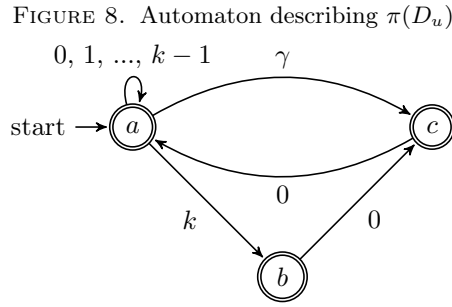 FIGURE 8. Automaton describing π(D_u)
0, 1, ..., k − 1
γ
start
a
c
0
k
0
b